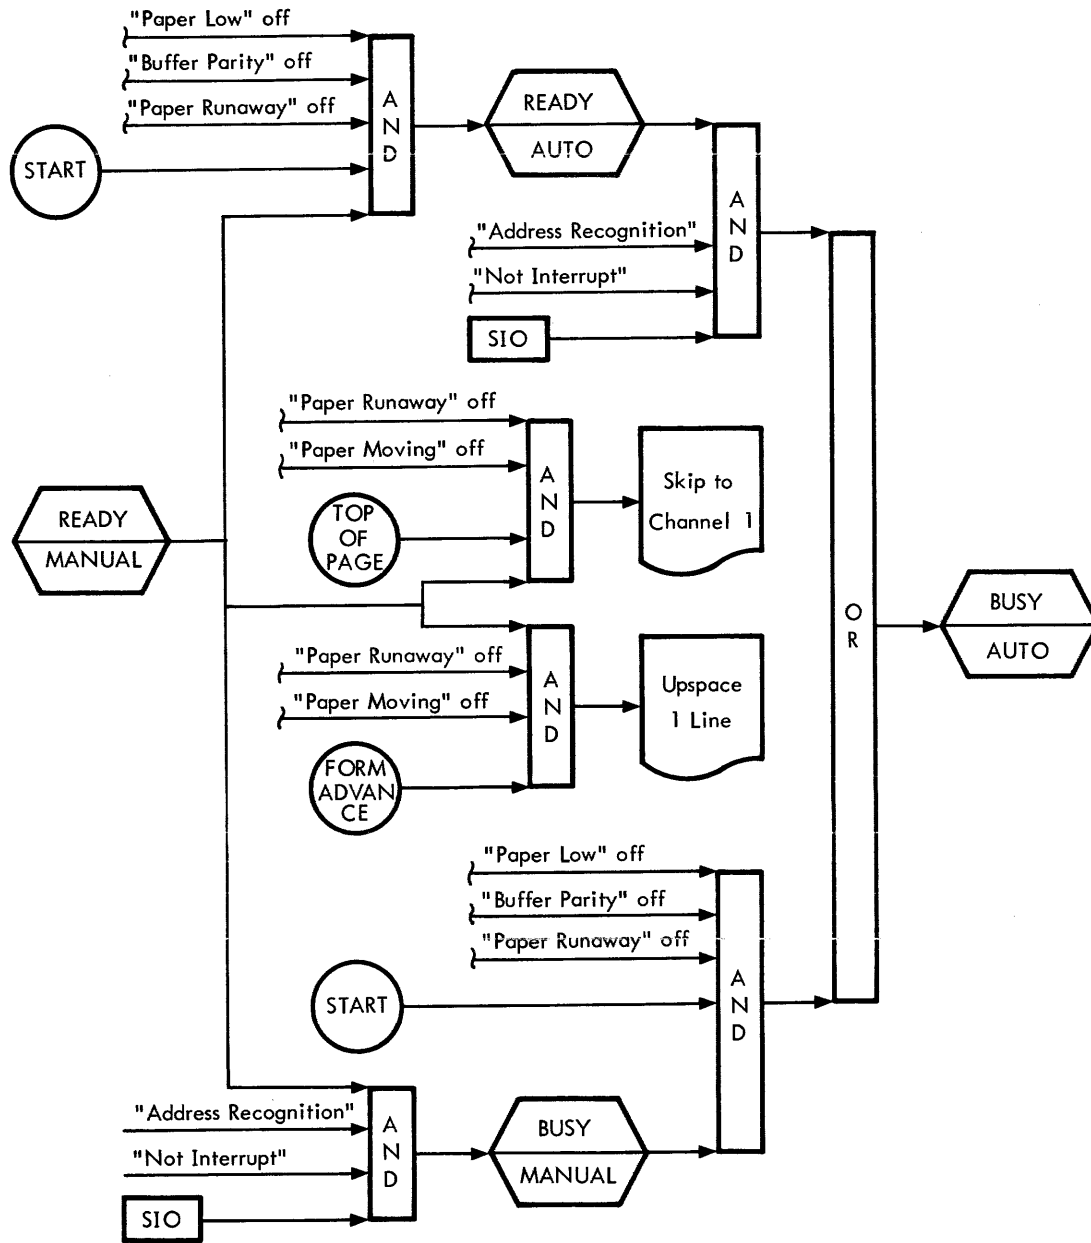 "Paper Low" off
"Buffer Parity" off
"Paper Runaway" off
START
AND
READY
AUTO
"Address Recognition"
"Not Interrupt"
SIO
AND
"Paper Runaway" off
"Paper Moving" off
TOP
OF
PAGE
AND
Skip to
Channel 1
READY
MANUAL
"Paper Runaway" off
"Paper Moving" off
FORM
ADVAN
CE
AND
Upspace
1 Line
OR
BUSY
AUTO
"Paper Low" off
"Buffer Parity" off
"Paper Runaway" off
START
AND
"Address Recognition"
"Not Interrupt"
SIO
AND
BUSY
MANUAL